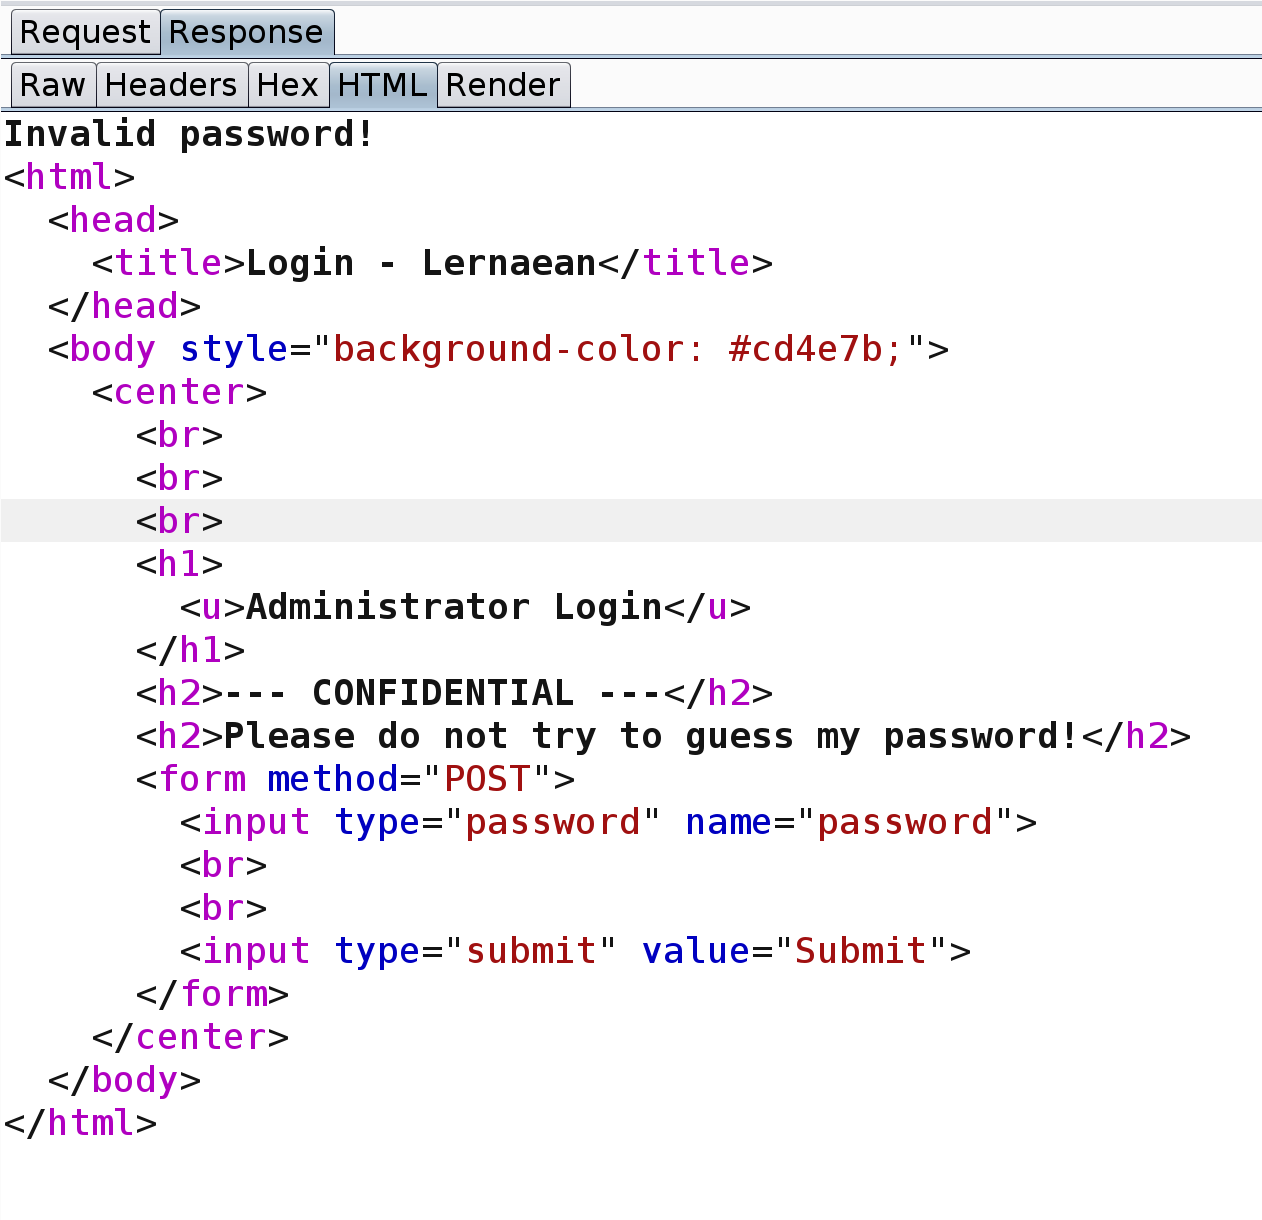 Request Response
Raw Headers Hex HTML Render
Invalid password!
<html>
  <head>
    <title>Login - Lernaean</title>
  </head>
  <body style="background-color: #cd4e7b;">
    <center>
      <br>
      <br>
      <br>
      <h1>
        <u>Administrator Login</u>
      </h1>
      <h2>--- CONFIDENTIAL ---</h2>
      <h2>Please do not try to guess my password!</h2>
      <form method="POST">
        <input type="password" name="password">
        <br>
        <br>
        <input type="submit" value="Submit">
      </form>
    </center>
  </body>
</html>